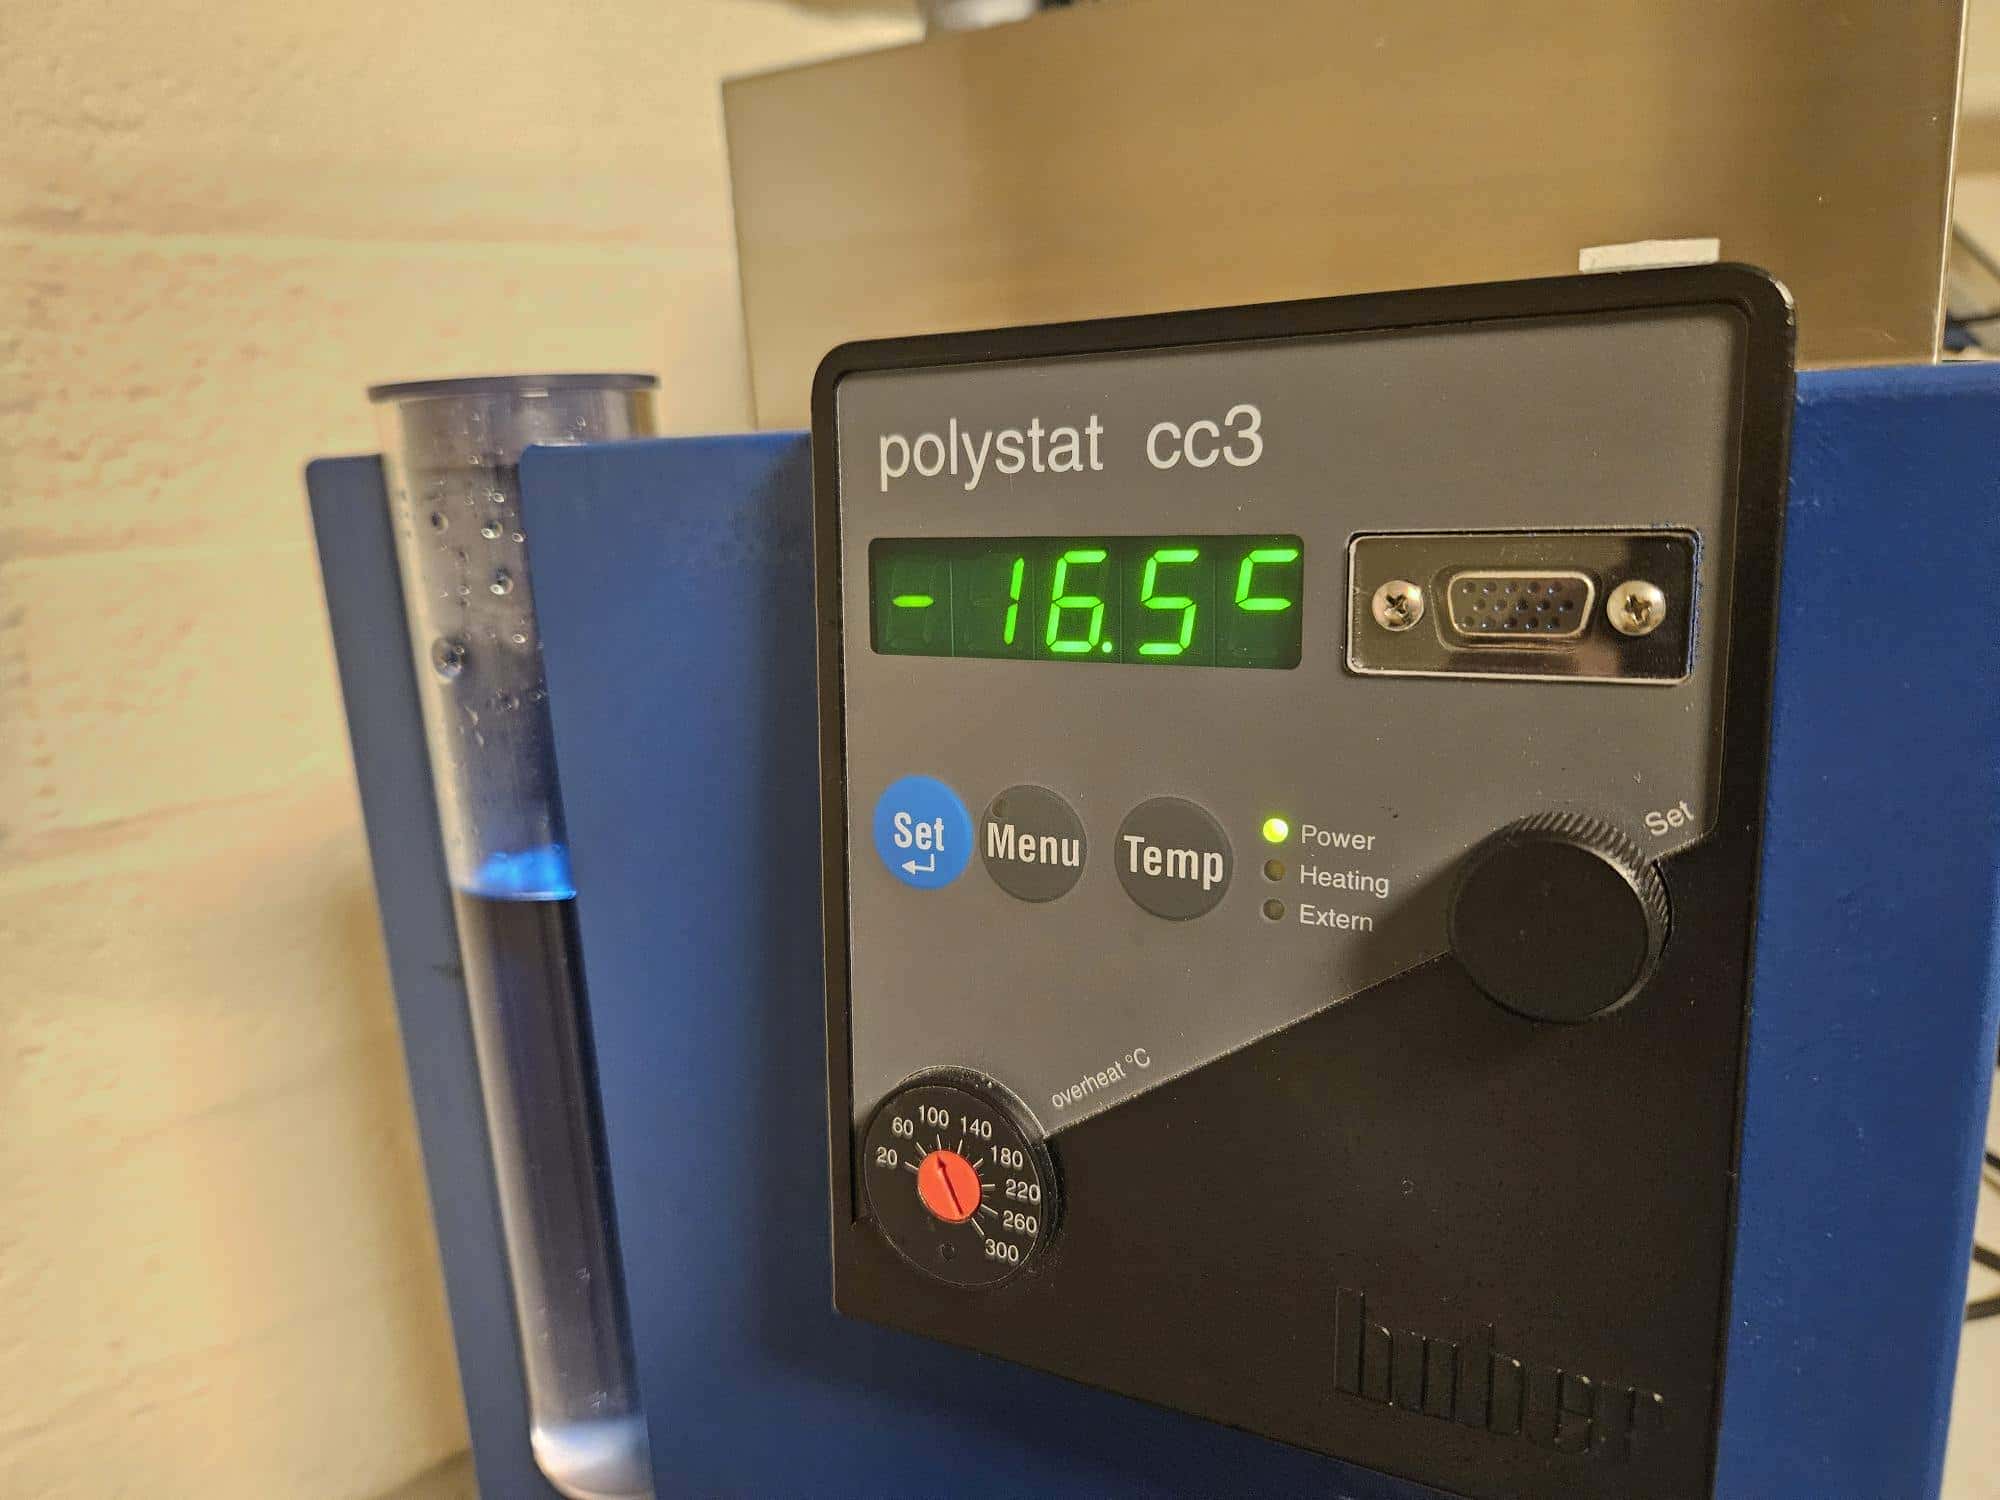 polystat cc3
-16.5 c
Set
Menu
Temp
Power
Heating
Extern
Set
overheat °C
20
60
100
140
180
220
260
300
huber